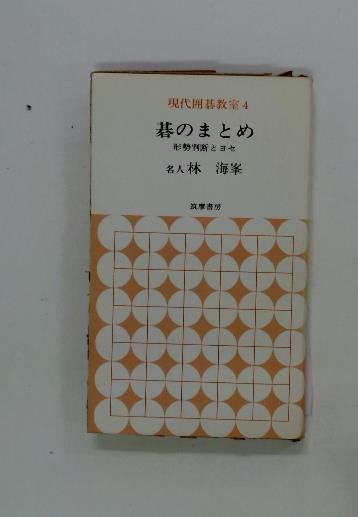 現代囲碁教室4
碁のまとめ
形勢判断とヨセ
名人 林 海峯
筑摩書房